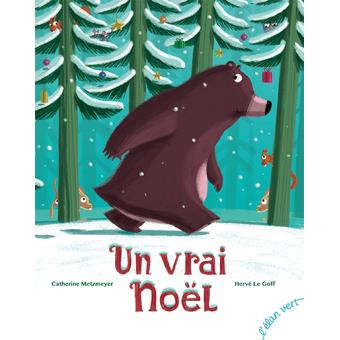 Un vrai
Noël
Catherine Metzmeyer
Hervé Le Goff
l'élan vert